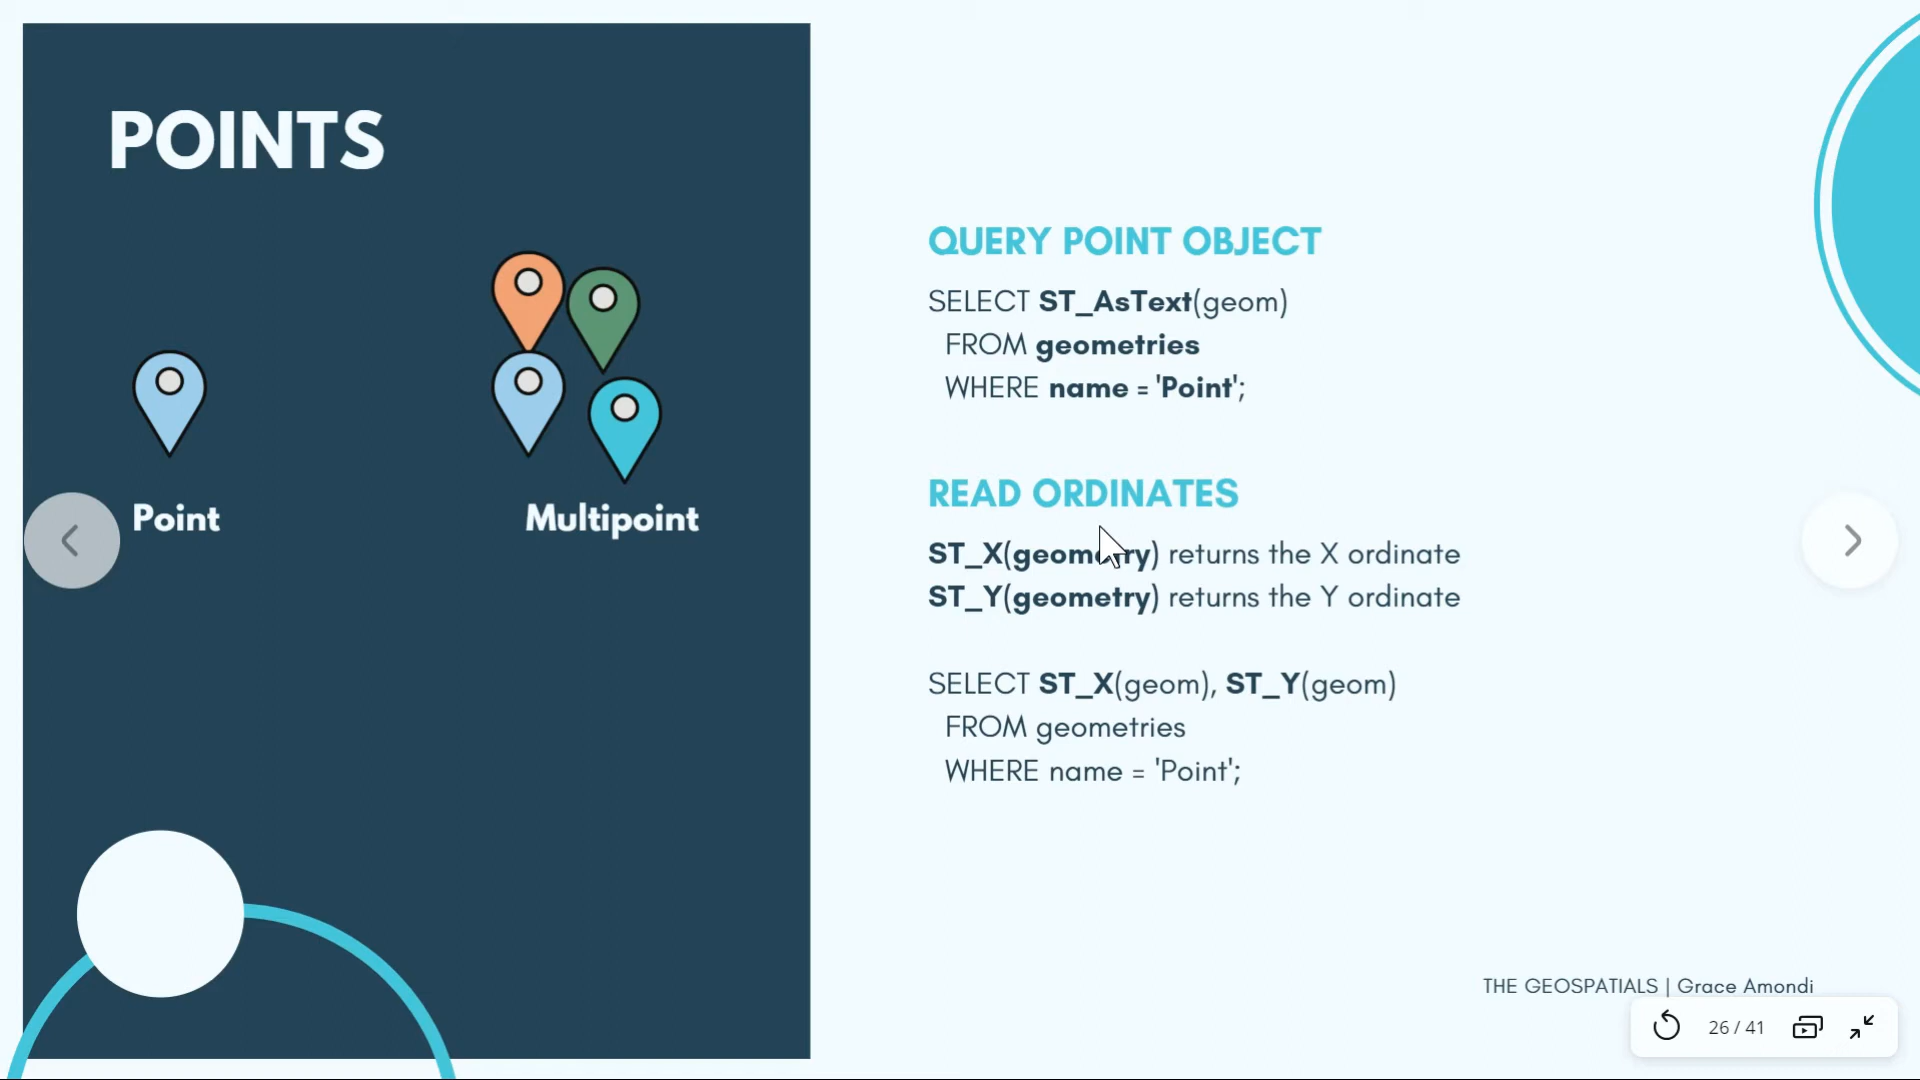 POINTS
Point
Multipoint
QUERY POINT OBJECT
SELECT ST_AsText(geom)
FROM geometries
WHERE name = 'Point';
READ ORDINATES
ST_X(geometry) returns the X ordinate
ST_Y(geometry) returns the Y ordinate
SELECT ST_X(geom), ST_Y(geom)
FROM geometries
WHERE name = 'Point';
THE GEOSPATIALS | Grace Amondi
26 / 41